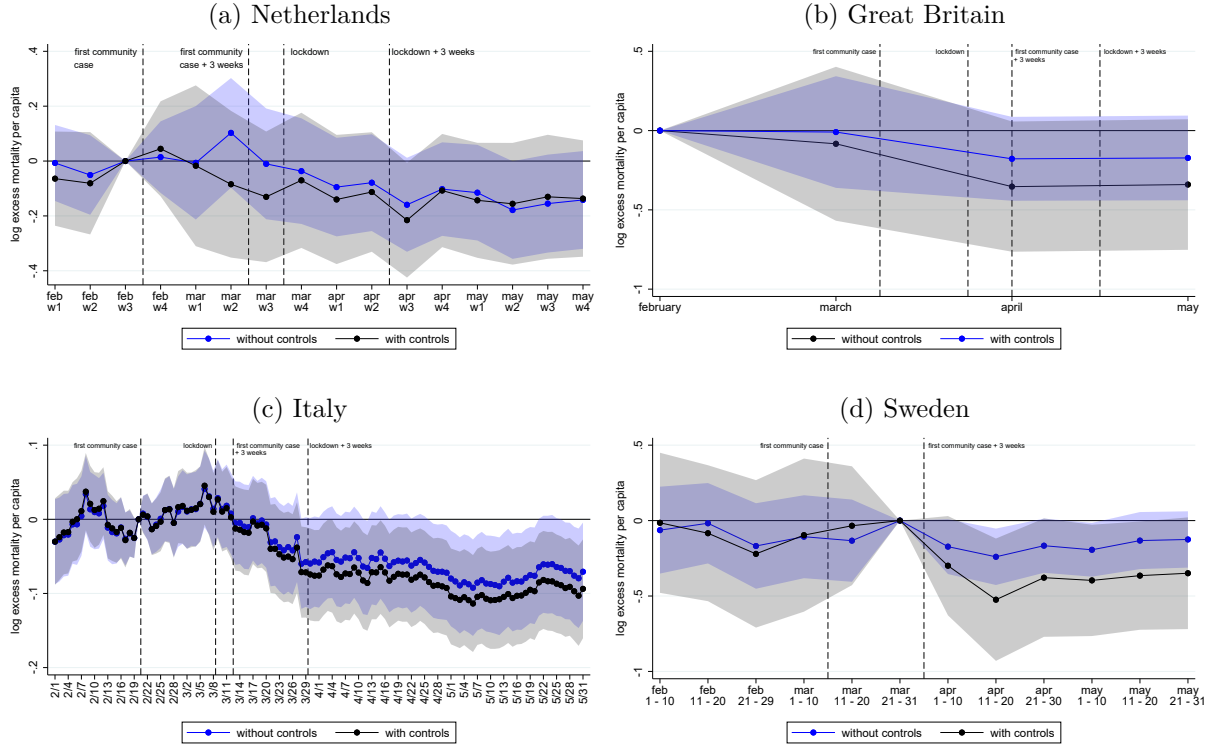 (a) Netherlands
log excess mortality per capita
.4
.2
0
-.2
-.4
first community
case
first community
case + 3 weeks
lockdown
lockdown + 3 weeks
feb w1
feb w2
feb w3
feb w4
mar w1
mar w2
mar w3
mar w4
apr w1
apr w2
apr w3
apr w4
may w1
may w2
may w3
may w4
without controls
with controls
(b) Great Britain
log excess mortality per capita
.5
0
-.5
-1
first community case
lockdown
first community case
+ 3 weeks
lockdown + 3 weeks
february
march
april
may
without controls
with controls
(c) Italy
log excess mortality per capita
.1
0
-.1
-.2
first community case
lockdown
first community case
+ 3 weeks
lockdown + 3 weeks
2/1
2/4
2/7
2/10
2/13
2/16
2/19
2/22
2/25
2/28
3/2
3/5
3/8
3/11
3/14
3/17
3/20
3/23
3/26
3/29
4/1
4/4
4/7
4/10
4/13
4/16
4/19
4/22
4/25
4/28
5/1
5/4
5/7
5/10
5/13
5/16
5/19
5/22
5/25
5/28
5/31
without controls
with controls
(d) Sweden
log excess mortality per capita
.5
0
-.5
-1
first community case
first community case + 3 weeks
feb 1 - 10
feb 11 - 20
feb 21 - 29
mar 1 - 10
mar 11 - 20
mar 21 - 31
apr 1 - 10
apr 11 - 20
apr 21 - 30
may 1 - 10
may 11 - 20
may 21 - 31
without controls
with controls